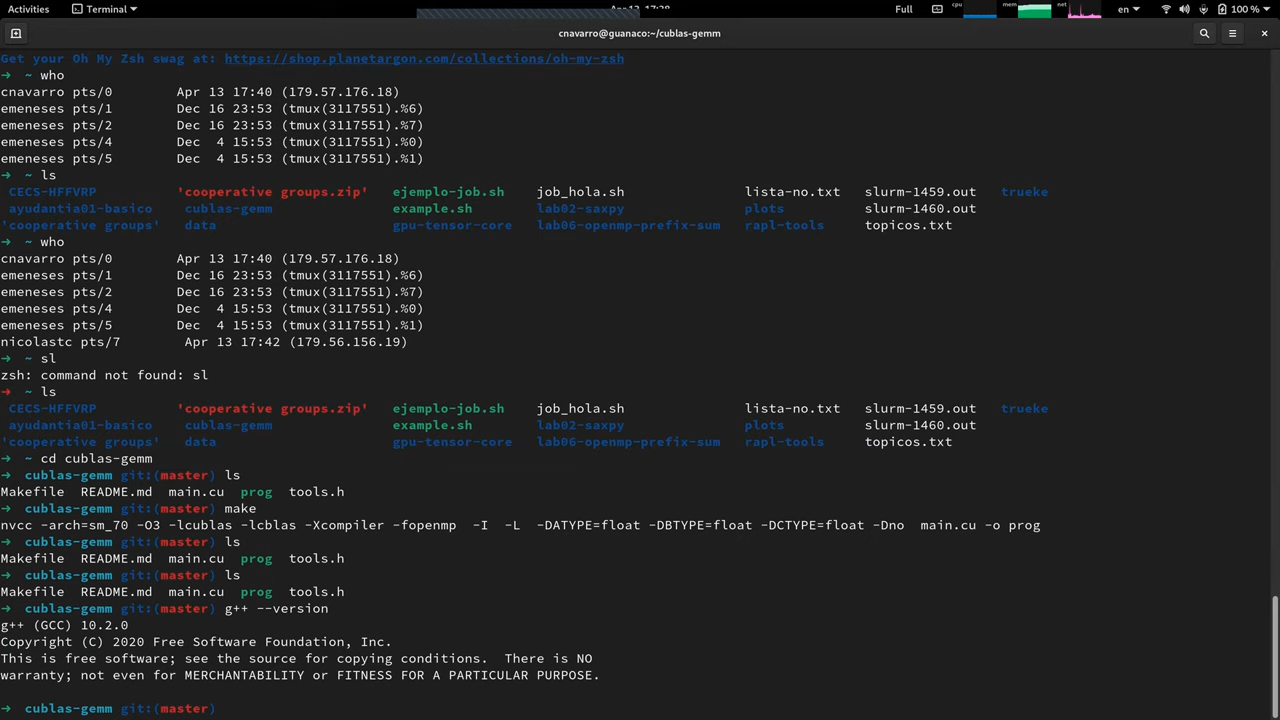 Activities Terminal Full cpu mem net en 100 %
cnavarro@guanaco:~/cublas-gemm
Get your Oh My Zsh swag at: https://shop.planetargon.com/collections/oh-my-zsh
➜ ~ who
cnavarro pts/0 Apr 13 17:40 (179.57.176.18)
emeneses pts/1 Dec 16 23:53 (tmux(3117551).%6)
emeneses pts/2 Dec 16 23:53 (tmux(3117551).%7)
emeneses pts/4 Dec 4 15:53 (tmux(3117551).%0)
emeneses pts/5 Dec 4 15:53 (tmux(3117551).%1)
➜ ~ ls
CECS-HFFVRP 'cooperative groups.zip' ejemplo-job.sh job_hola.sh lista-no.txt slurm-1459.out trueke
ayudantia01-basico cublas-gemm example.sh lab02-saxpy plots slurm-1460.out
'cooperative groups' data gpu-tensor-core lab06-openmp-prefix-sum rapl-tools topicos.txt
➜ ~ who
cnavarro pts/0 Apr 13 17:40 (179.57.176.18)
emeneses pts/1 Dec 16 23:53 (tmux(3117551).%6)
emeneses pts/2 Dec 16 23:53 (tmux(3117551).%7)
emeneses pts/4 Dec 4 15:53 (tmux(3117551).%0)
emeneses pts/5 Dec 4 15:53 (tmux(3117551).%1)
nicolastc pts/7 Apr 13 17:42 (179.56.156.19)
➜ ~ sl
zsh: command not found: sl
➜ ~ ls
CECS-HFFVRP 'cooperative groups.zip' ejemplo-job.sh job_hola.sh lista-no.txt slurm-1459.out trueke
ayudantia01-basico cublas-gemm example.sh lab02-saxpy plots slurm-1460.out
'cooperative groups' data gpu-tensor-core lab06-openmp-prefix-sum rapl-tools topicos.txt
➜ ~ cd cublas-gemm
➜ cublas-gemm git:(master) ls
Makefile README.md main.cu prog tools.h
➜ cublas-gemm git:(master) make
nvcc -arch=sm_70 -O3 -lcublas -lcblas -Xcompiler -fopenmp -I -L -DATYPE=float -DBTYPE=float -DCTYPE=float -Dno main.cu -o prog
➜ cublas-gemm git:(master) ls
Makefile README.md main.cu prog tools.h
➜ cublas-gemm git:(master) ls
Makefile README.md main.cu prog tools.h
➜ cublas-gemm git:(master) g++ --version
g++ (GCC) 10.2.0
Copyright (C) 2020 Free Software Foundation, Inc.
This is free software; see the source for copying conditions. There is NO
warranty; not even for MERCHANTABILITY or FITNESS FOR A PARTICULAR PURPOSE.
➜ cublas-gemm git:(master)